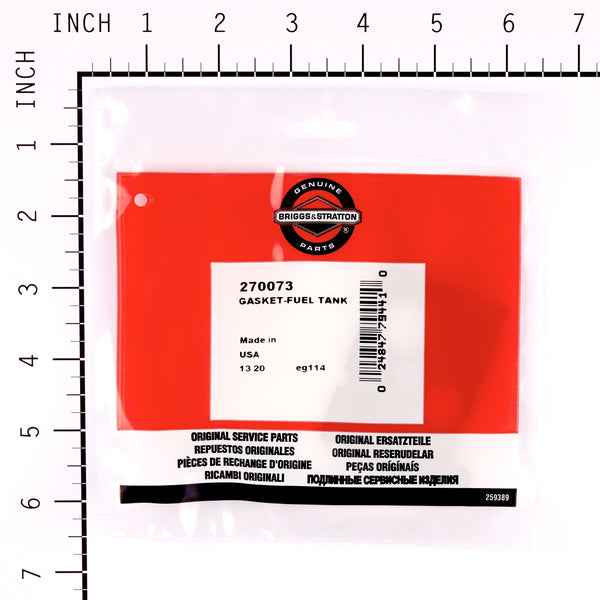 INCH 1 2 3 4 5 6 7
INCH
1
2
3
4
5
6
7
GENUINE
BRIGGS & STRATTON
®
PARTS
270073
GASKET-FUEL TANK
Made in
USA
13 20 eg114
0 24847 79441 0
ORIGINAL SERVICE PARTS
REPUESTOS ORIGINALES
PIÈCES DE RECHANGE D'ORIGINE
RICAMBI ORIGINALI
ORIGINAL ERSATZTEILE
ORIGINAL RESERUDELAR
PEÇAS ORÍGÍNAIS
ПОДЛИННЫЕ СЕРВИСНЫЕ ИЗДЕЛИЯ
259389